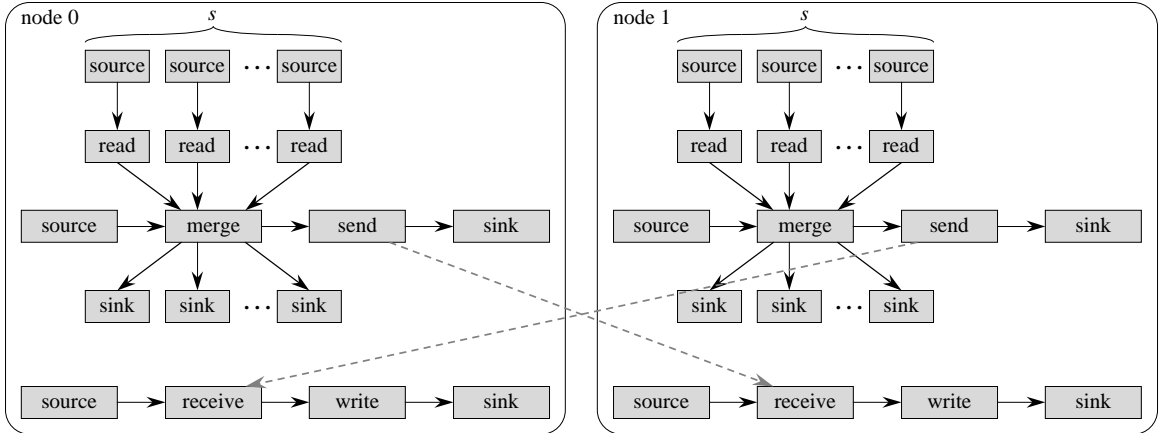 node 0
s
source source ... source
read read ... read
source merge send sink
sink sink ... sink
source receive write sink
node 1
s
source source ... source
read read ... read
source merge send sink
sink sink ... sink
source receive write sink